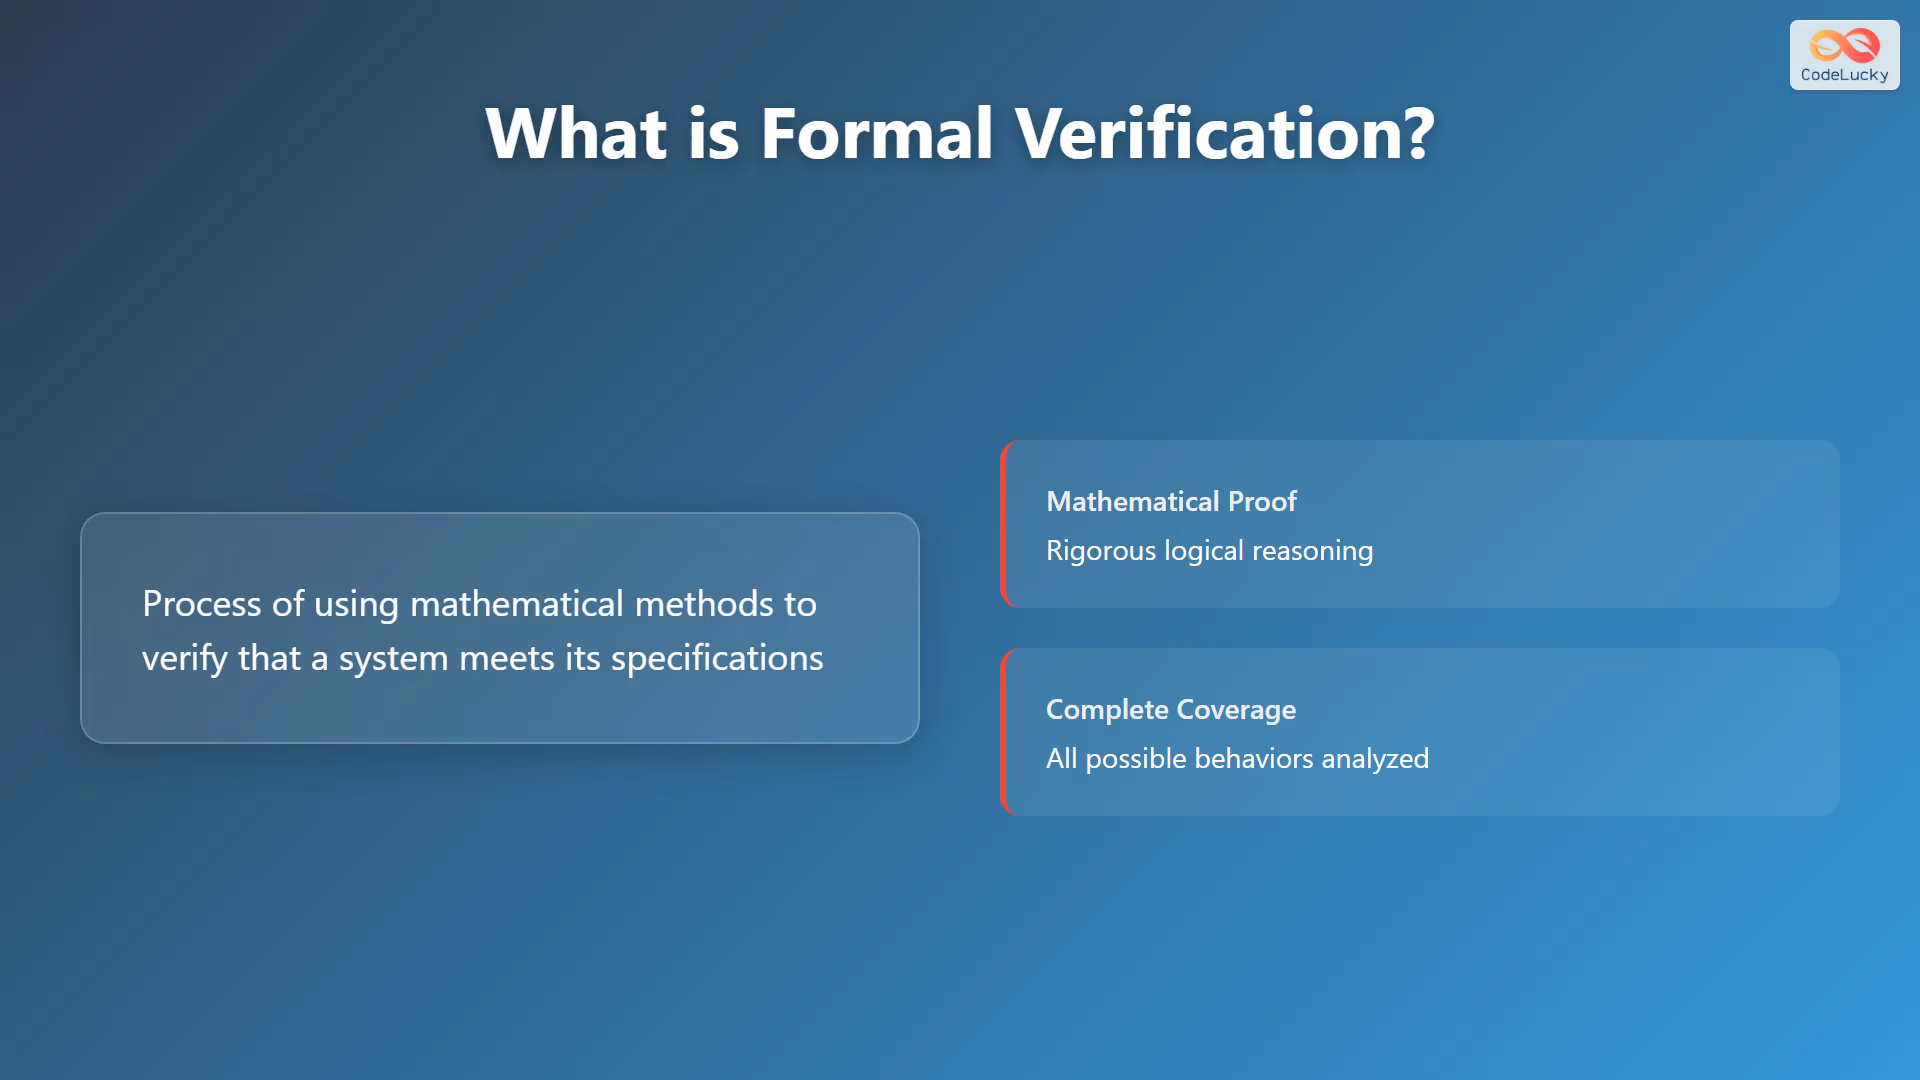 CodeLucky
What is Formal Verification?
Process of using mathematical methods to
verify that a system meets its specifications
Mathematical Proof
Rigorous logical reasoning
Complete Coverage
All possible behaviors analyzed